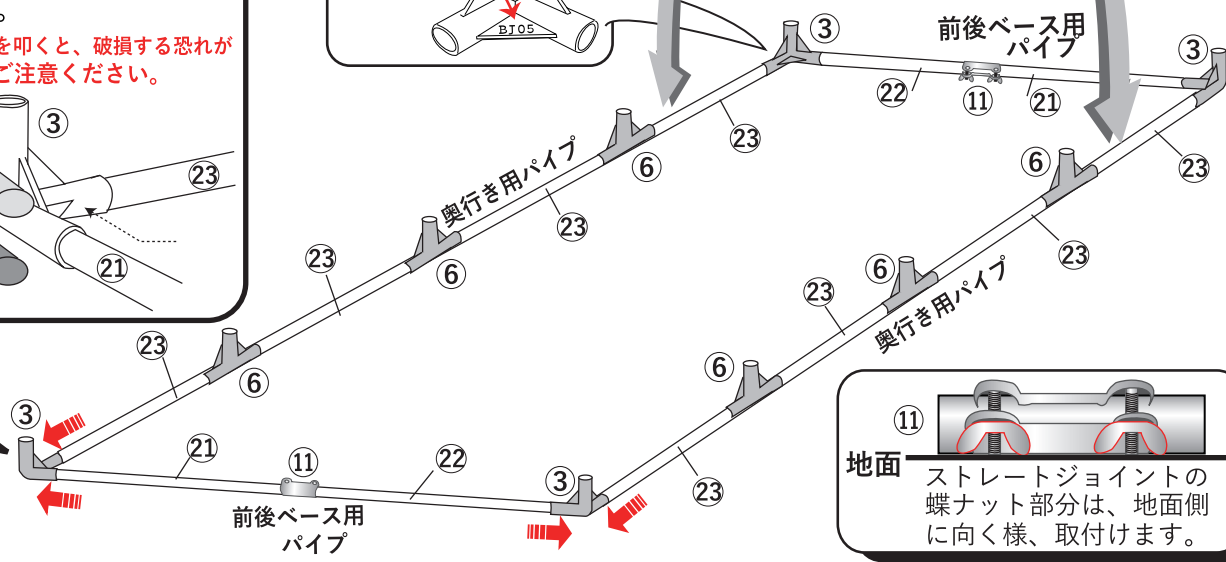 。
を叩くと、破損する恐れが
ご注意ください。
③
㉓
㉑
BJ05
③
前後ベース用
パイプ
③
㉒
⑪
㉑
㉓
⑥
奥行き用パイプ
㉓
⑥
㉓
⑥
㉓
㉓
⑥
㉓
③
⑥
㉓
奥行き用パイプ
㉓
⑥
㉓
㉑
⑪
㉒
③
前後ベース用
パイプ
⑪
地面
ストレートジョイントの
蝶ナット部分は、地面側
に向く様、取付けます。